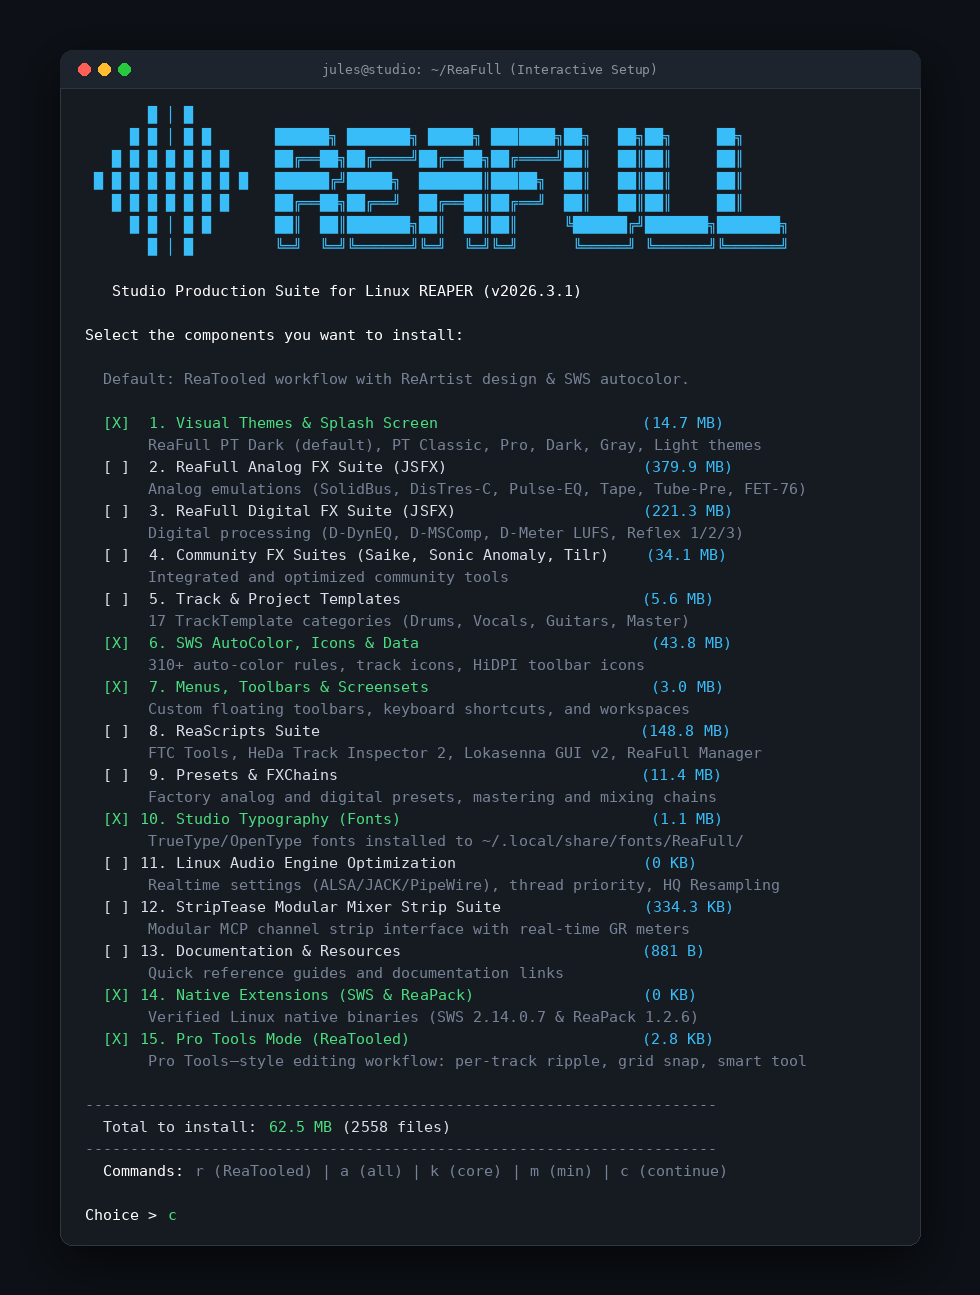 jules@studio: ~/ReaFull (Interactive Setup)
REAFULL
Studio Production Suite for Linux REAPER (v2026.3.1)
Select the components you want to install:
Default: ReaTooled workflow with ReArtist design & SWS autocolor.
[X]  1. Visual Themes & Splash Screen (14.7 MB)
ReaFull PT Dark (default), PT Classic, Pro, Dark, Gray, Light themes
[ ]  2. ReaFull Analog FX Suite (JSFX) (379.9 MB)
Analog emulations (SolidBus, DisTres-C, Pulse-EQ, Tape, Tube-Pre, FET-76)
[ ]  3. ReaFull Digital FX Suite (JSFX) (221.3 MB)
Digital processing (D-DynEQ, D-MSComp, D-Meter LUFS, Reflex 1/2/3)
[ ]  4. Community FX Suites (Saike, Sonic Anomaly, Tilr) (34.1 MB)
Integrated and optimized community tools
[ ]  5. Track & Project Templates (5.6 MB)
17 TrackTemplate categories (Drums, Vocals, Guitars, Master)
[X]  6. SWS AutoColor, Icons & Data (43.8 MB)
310+ auto-color rules, track icons, HiDPI toolbar icons
[X]  7. Menus, Toolbars & Screensets (3.0 MB)
Custom floating toolbars, keyboard shortcuts, and workspaces
[ ]  8. ReaScripts Suite (148.8 MB)
FTC Tools, HeDa Track Inspector 2, Lokasenna GUI v2, ReaFull Manager
[ ]  9. Presets & FXChains (11.4 MB)
Factory analog and digital presets, mastering and mixing chains
[X] 10. Studio Typography (Fonts) (1.1 MB)
TrueType/OpenType fonts installed to ~/.local/share/fonts/ReaFull/
[ ] 11. Linux Audio Engine Optimization (0 KB)
Realtime settings (ALSA/JACK/PipeWire), thread priority, HQ Resampling
[ ] 12. StripTease Modular Mixer Strip Suite (334.3 KB)
Modular MCP channel strip interface with real-time GR meters
[ ] 13. Documentation & Resources (881 B)
Quick reference guides and documentation links
[X] 14. Native Extensions (SWS & ReaPack) (0 KB)
Verified Linux native binaries (SWS 2.14.0.7 & ReaPack 1.2.6)
[X] 15. Pro Tools Mode (ReaTooled) (2.8 KB)
Pro Tools—style editing workflow: per-track ripple, grid snap, smart tool
----------------------------------------------------------------------
Total to install: 62.5 MB (2558 files)
----------------------------------------------------------------------
Commands: r (ReaTooled) | a (all) | k (core) | m (min) | c (continue)
Choice > c